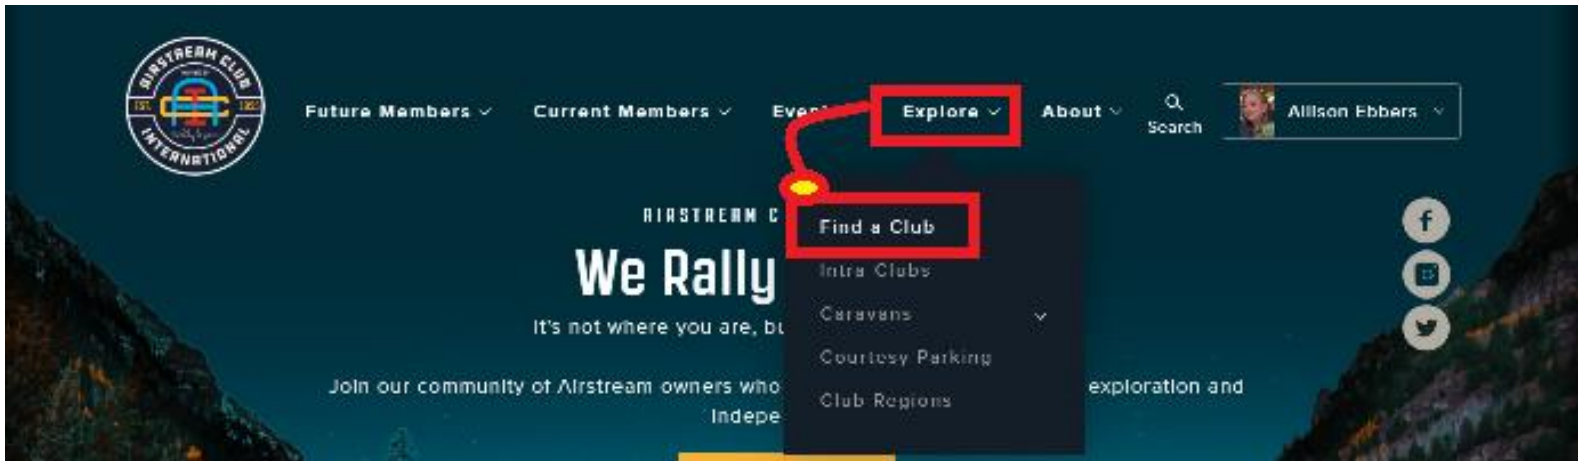 AIRSTREAM CLUB
EST.
INTERNATIONAL
Future Members
Current Members
Explore
About
Search
Allison Ebbers
AIRSTREAM C
We Rally
It's not where you are, bu
Join our community of Airstream owners who
exploration and
Indepe
Find a Club
Intra Clubs
Caravans
Courtesy Parking
Club Regions